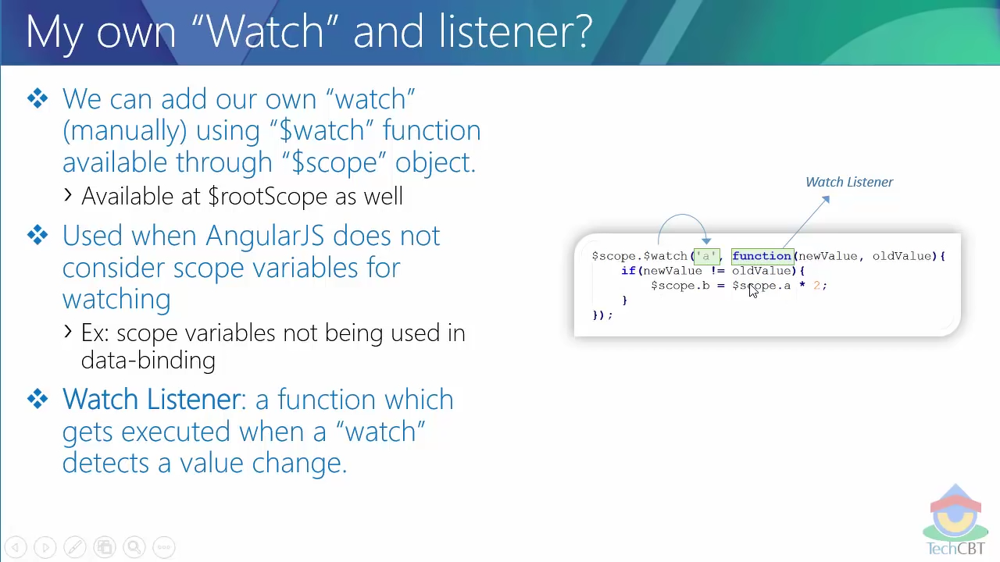 My own “Watch” and listener?
We can add our own “watch”
(manually) using “$watch” function
available through “$scope” object.
Available at $rootScope as well
Used when AngularJS does not
consider scope variables for
watching
Ex: scope variables not being used in
data-binding
Watch Listener: a function which
gets executed when a “watch”
detects a value change.
Watch Listener
$scope.$watch('a', function(newValue, oldValue){
if(newValue != oldValue){
$scope.b = $scope.a * 2;
}
});
TechCBT